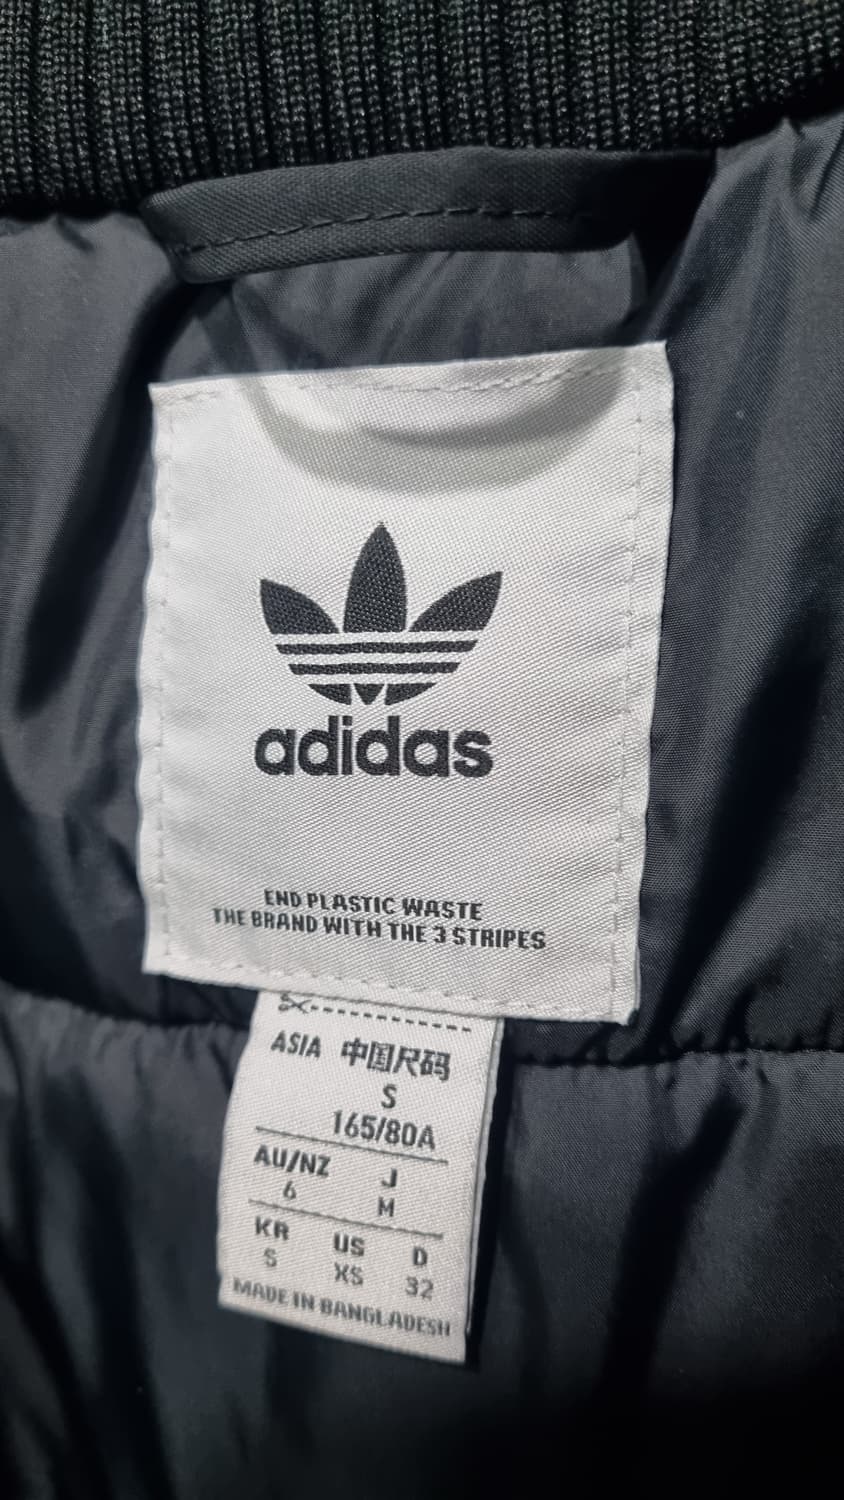 adidas
END PLASTIC WASTE
THE BRAND WITH THE 3 STRIPES
ASIA 中国尺码
S
165/80A
AU/NZ J
6 M
KR US D
S XS 32
MADE IN BANGLADESH